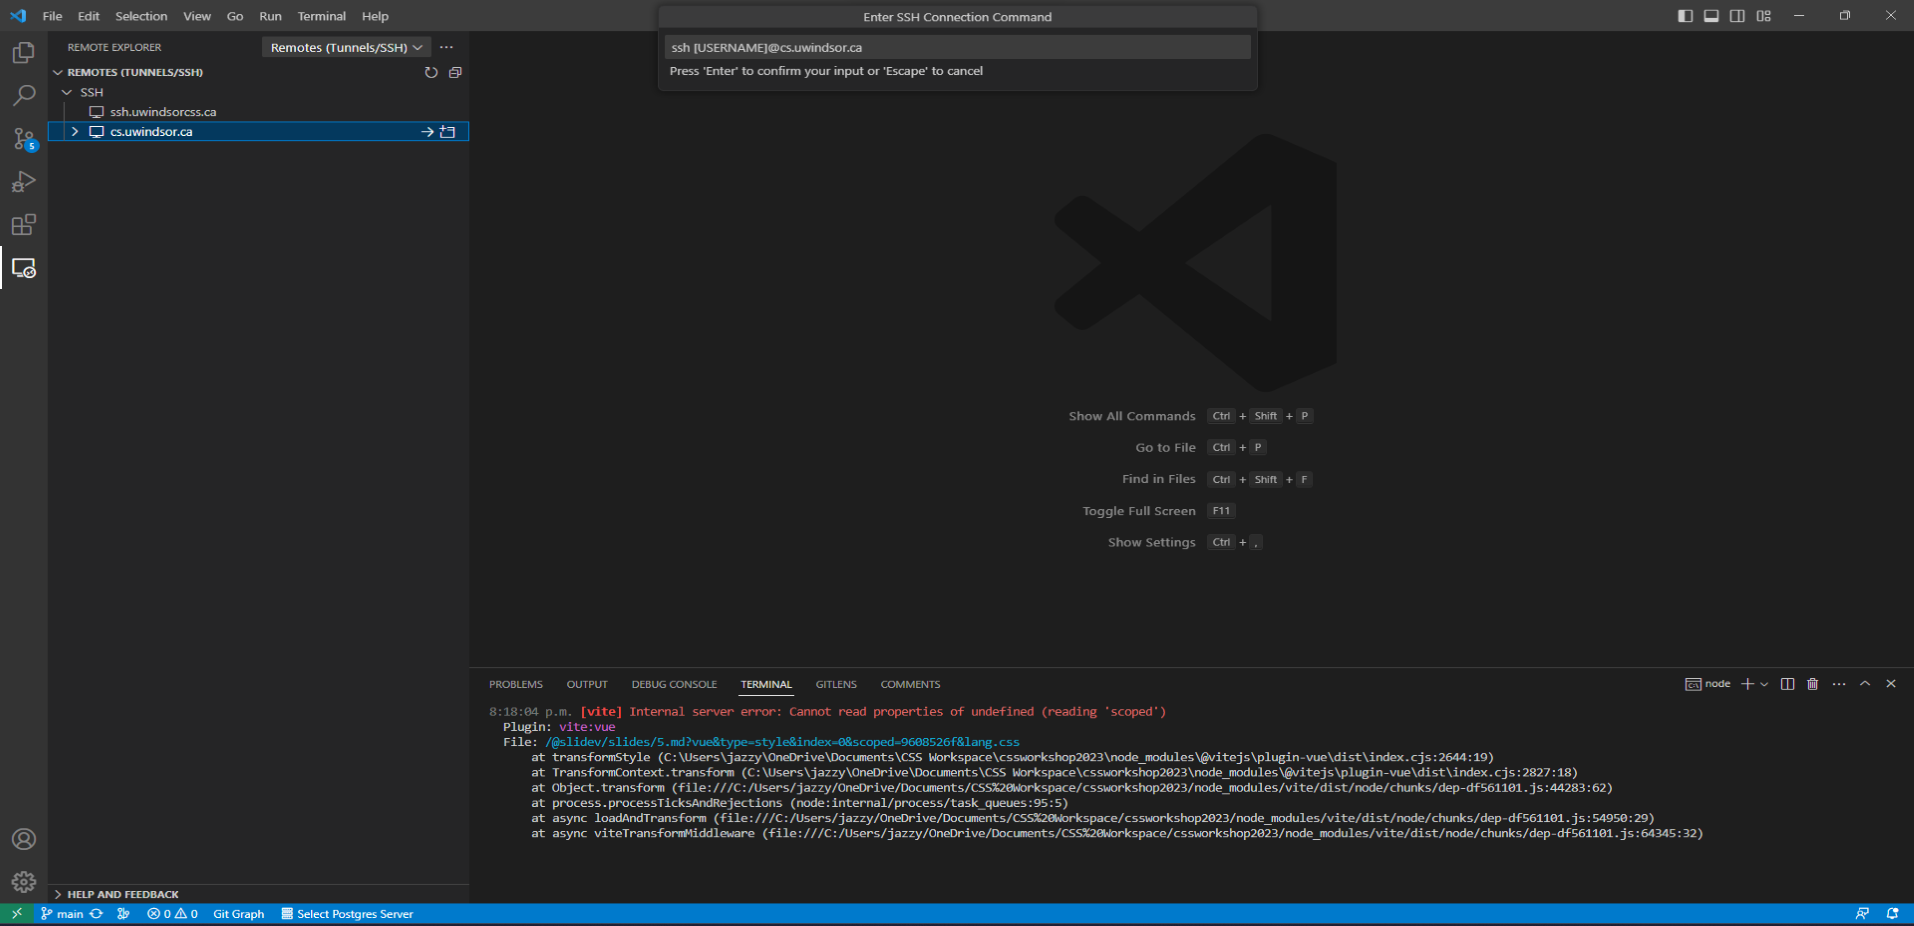 File Edit Selection View Go Run Terminal Help
Enter SSH Connection Command
ssh [USERNAME]@cs.uwindsor.ca
Press 'Enter' to confirm your input or 'Escape' to cancel
REMOTE EXPLORER
Remotes (Tunnels/SSH)
REMOTES (TUNNELS/SSH)
SSH
ssh.uwindsorcss.ca
cs.uwindsor.ca
5
Show All Commands Ctrl + Shift + P
Go to File Ctrl + P
Find in Files Ctrl + Shift + F
Toggle Full Screen F11
Show Settings Ctrl + ,
PROBLEMS OUTPUT DEBUG CONSOLE TERMINAL GITLENS COMMENTS
node
8:18:04 p.m. [vite] Internal server error: Cannot read properties of undefined (reading 'scoped')
Plugin: vite:vue
File: /@slidev/slides/5.md?vue&type=style&index=0&scoped=9608526f&lang.css
at transformStyle (C:\Users\jazzy\OneDrive\Documents\CSS Workspace\cssworkshop2023\node_modules\@vitejs\plugin-vue\dist\index.cjs:2644:19)
at TransformContext.transform (C:\Users\jazzy\OneDrive\Documents\CSS Workspace\cssworkshop2023\node_modules\@vitejs\plugin-vue\dist\index.cjs:2827:18)
at Object.transform (file:///C:/Users/jazzy/OneDrive/Documents/CSS%20Workspace/cssworkshop2023/node_modules/vite/dist/node/chunks/dep-df561101.js:44283:62)
at process.processTicksAndRejections (node:internal/process/task_queues:95:5)
at async loadAndTransform (file:///C:/Users/jazzy/OneDrive/Documents/CSS%20Workspace/cssworkshop2023/node_modules/vite/dist/node/chunks/dep-df561101.js:54950:29)
at async viteTransformMiddleware (file:///C:/Users/jazzy/OneDrive/Documents/CSS%20Workspace/cssworkshop2023/node_modules/vite/dist/node/chunks/dep-df561101.js:64345:32)
HELP AND FEEDBACK
main 0 0 Git Graph Select Postgres Server